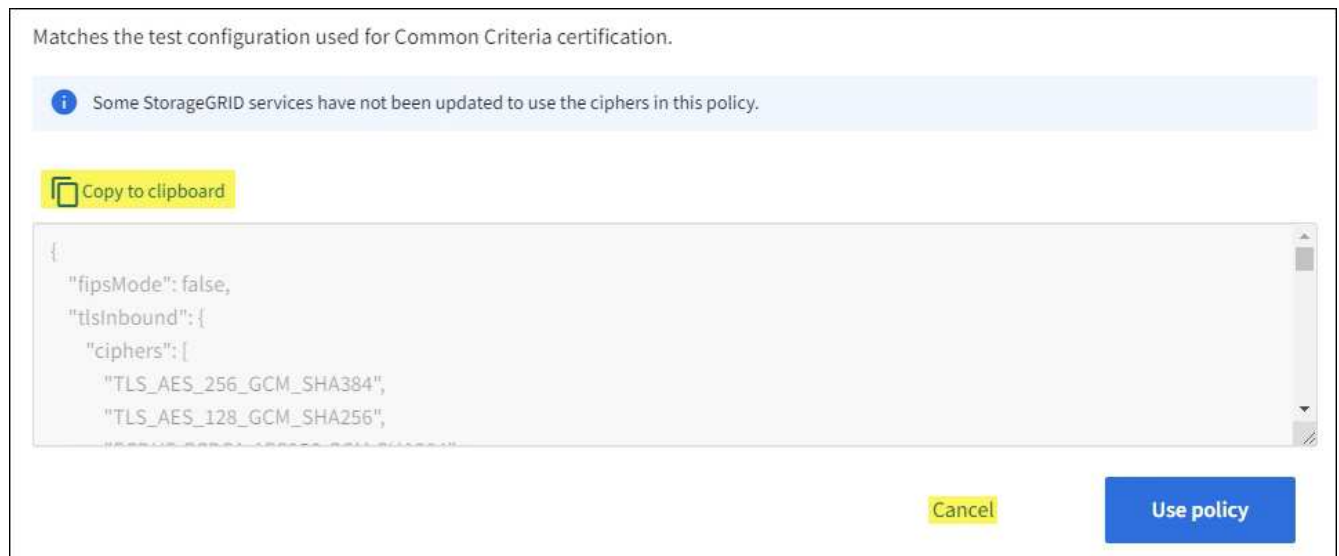 Matches the test configuration used for Common Criteria certification.
Some StorageGRID services have not been updated to use the ciphers in this policy.
Copy to clipboard
{
"fipsMode": false,
"tlsInbound": {
"ciphers": [
"TLS_AES_256_GCM_SHA384",
"TLS_AES_128_GCM_SHA256",
Cancel
Use policy